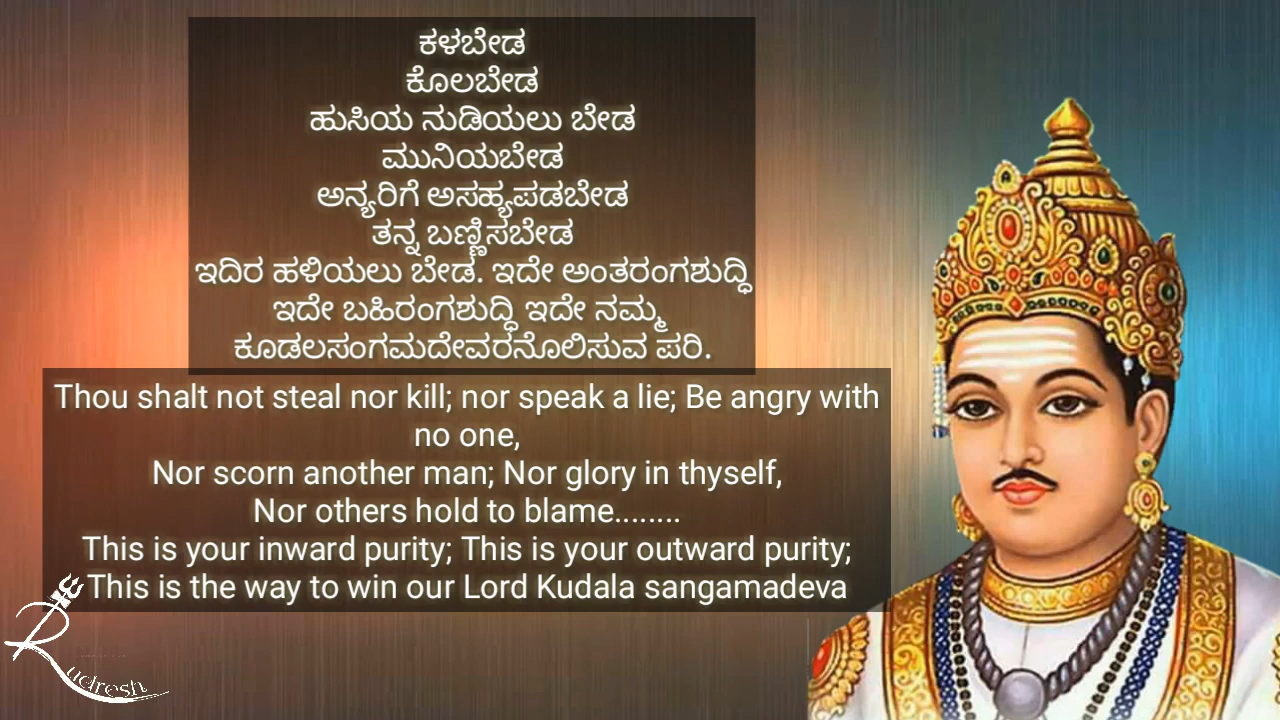 ಕಳಬೇಡ
ಕೊಲಬೇಡ
ಹುಸಿಯ ನುಡಿಯಲು ಬೇಡ
ಮುನಿಯಬೇಡ
ಅನ್ಯರಿಗೆ ಅಸಹ್ಯಪಡಬೇಡ
ತನ್ನ ಬಣ್ಣಿಸಬೇಡ
ಇದಿರ ಹಳಿಯಲು ಬೇಡ. ಇದೇ ಅಂತರಂಗಶುದ್ಧಿ
ಇದೇ ಬಹಿರಂಗಶುದ್ಧಿ ಇದೇ ನಮ್ಮ
ಕೂಡಲಸಂಗಮದೇವರನೊಲಿಸುವ ಪರಿ.
Thou shalt not steal nor kill; nor speak a lie; Be angry with
no one,
Nor scorn another man; Nor glory in thyself,
Nor others hold to blame........
This is your inward purity; This is your outward purity;
This is the way to win our Lord Kudala sangamadeva
Rudresh